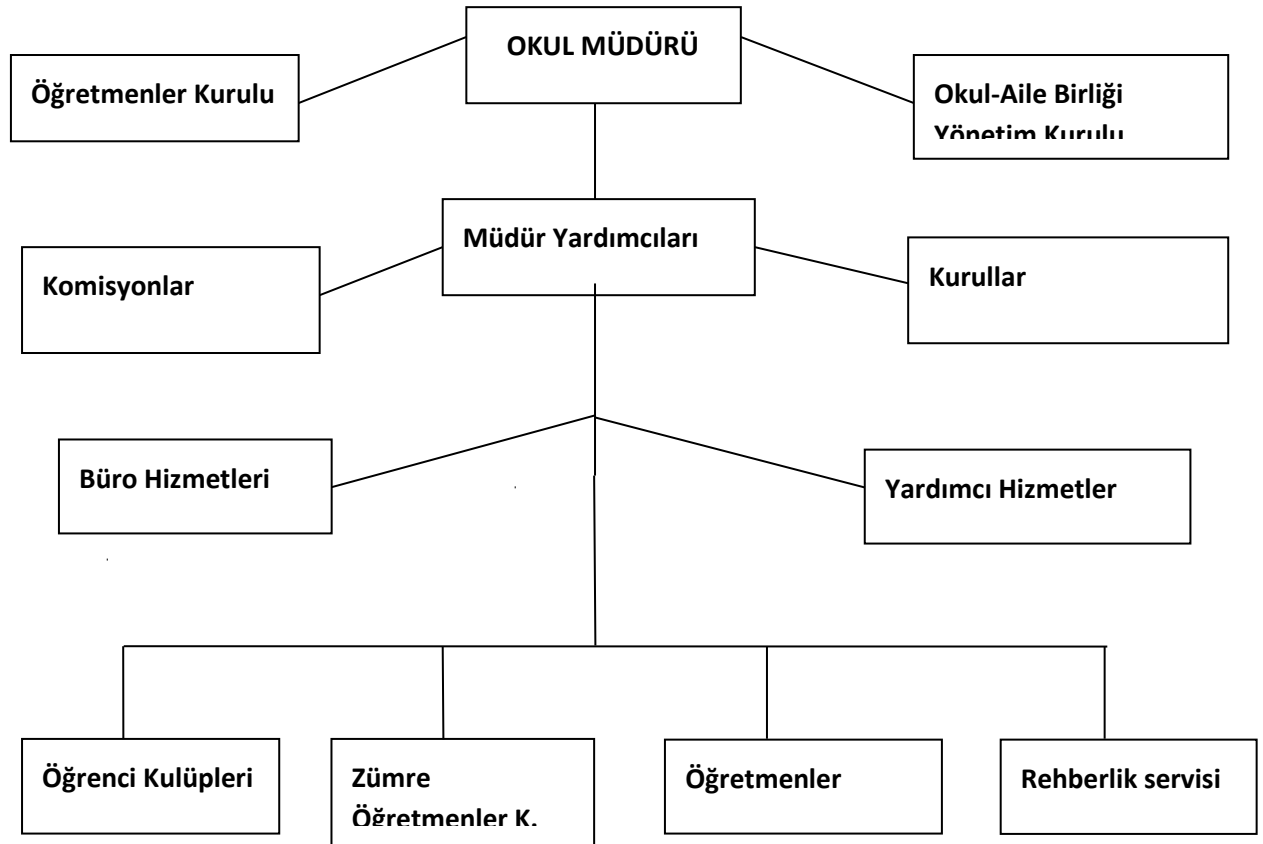 OKUL MÜDÜRÜ
Öğretmenler Kurulu
Okul-Aile Birliği
Yönetim Kurulu
Müdür Yardımcıları
Komisyonlar
Kurullar
Büro Hizmetleri
Yardımcı Hizmetler
Öğrenci Kulüpleri
Zümre
Öğretmenler K.
Öğretmenler
Rehberlik servisi